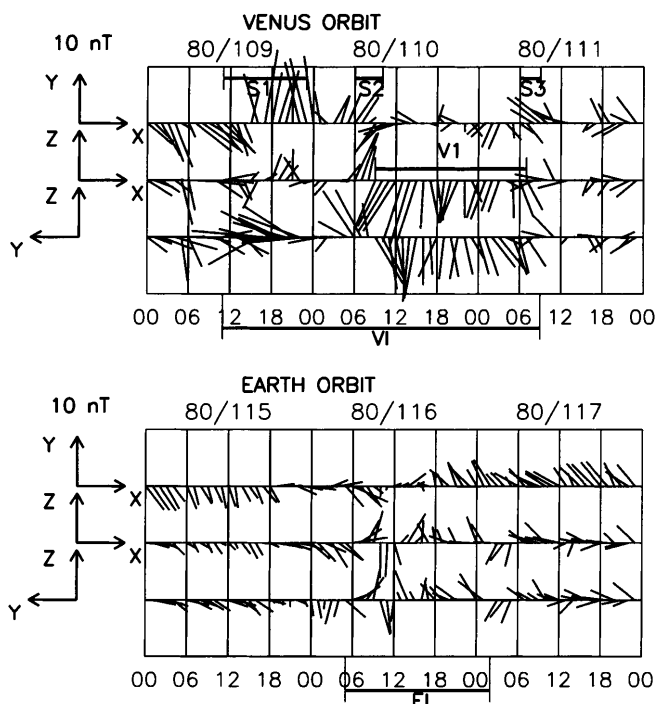 VENUS ORBIT
10 nT 80/109 80/110 80/111
Y
S1 S2 S3
Z X
V1
Z X
Y
00 06 12 18 00 06 12 18 00 06 12 18 00
VI
EARTH ORBIT
10 nT 80/115 80/116 80/117
Y
Z X
Z X
Y
00 06 12 18 00 06 12 18 00 06 12 18 00
EI